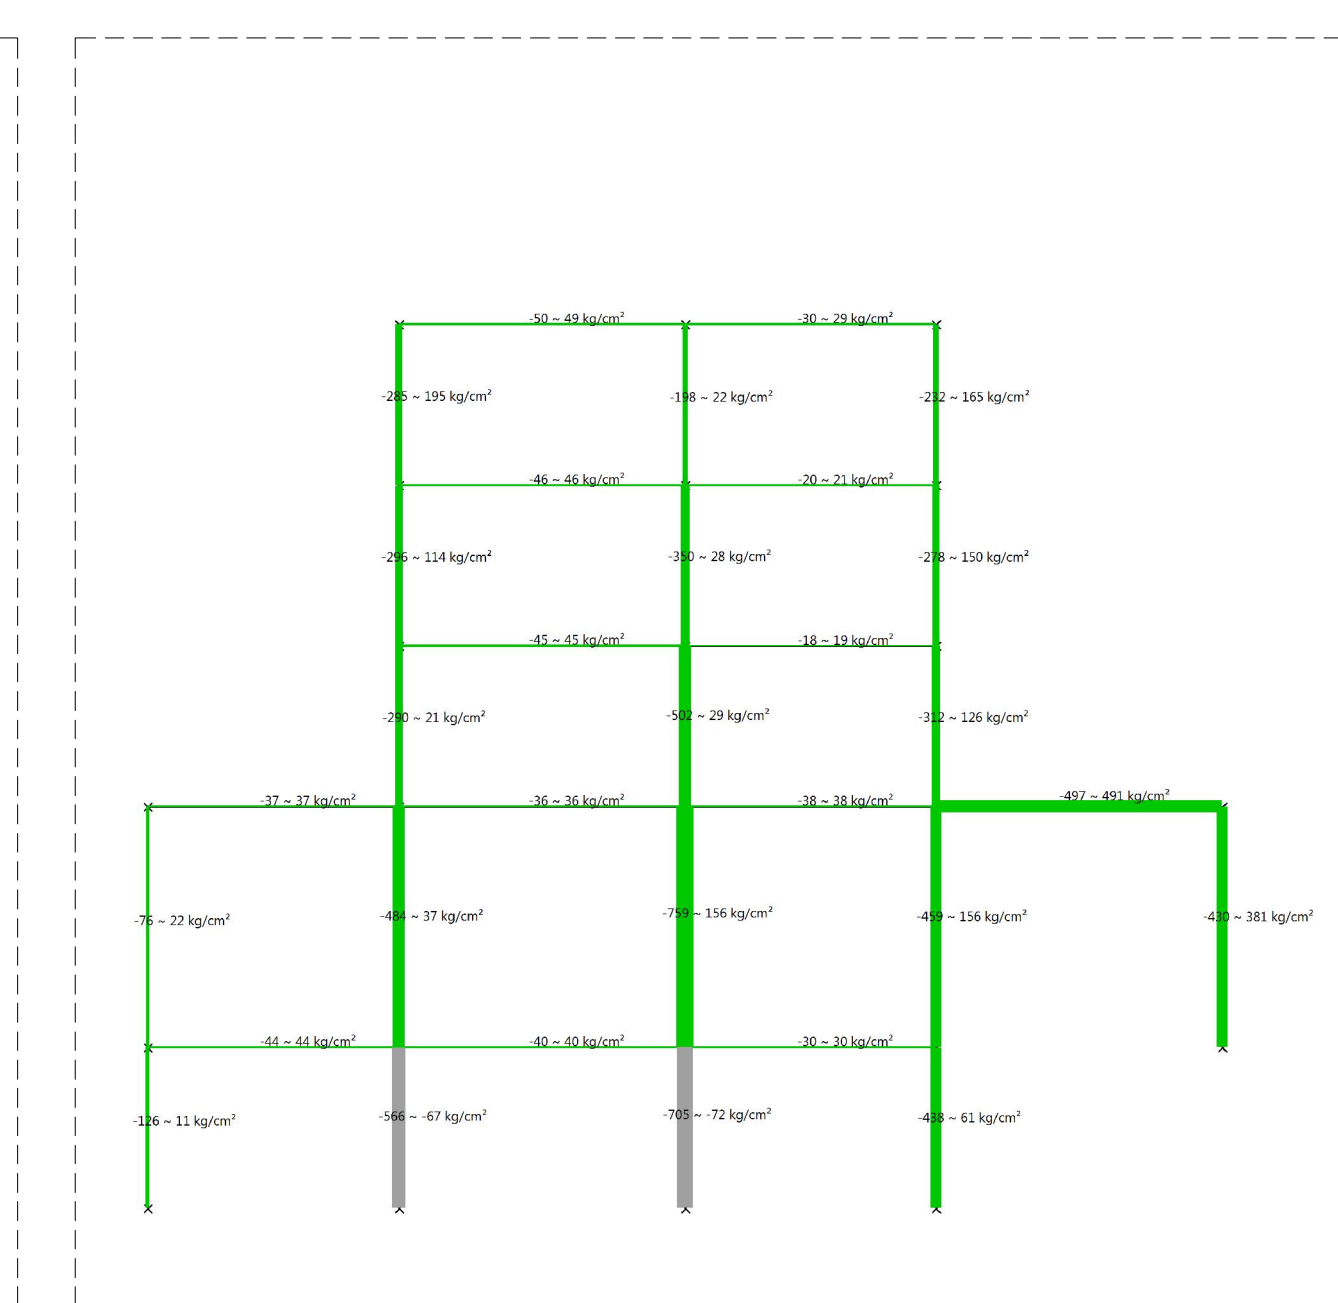 -50 ~ 49 kg/cm²
-30 ~ 29 kg/cm²
-285 ~ 195 kg/cm²
-198 ~ 22 kg/cm²
-232 ~ 165 kg/cm²
-46 ~ 46 kg/cm²
-20 ~ 21 kg/cm²
-296 ~ 114 kg/cm²
-350 ~ 28 kg/cm²
-278 ~ 150 kg/cm²
-45 ~ 45 kg/cm²
-18 ~ 19 kg/cm²
-290 ~ 21 kg/cm²
-502 ~ 29 kg/cm²
-312 ~ 126 kg/cm²
-37 ~ 37 kg/cm²
-36 ~ 36 kg/cm²
-38 ~ 38 kg/cm²
-497 ~ 491 kg/cm²
-76 ~ 22 kg/cm²
-484 ~ 37 kg/cm²
-759 ~ 156 kg/cm²
-459 ~ 156 kg/cm²
-430 ~ 381 kg/cm²
-44 ~ 44 kg/cm²
-40 ~ 40 kg/cm²
-30 ~ 30 kg/cm²
-126 ~ 11 kg/cm²
-566 ~ -67 kg/cm²
-705 ~ -72 kg/cm²
-438 ~ 61 kg/cm²